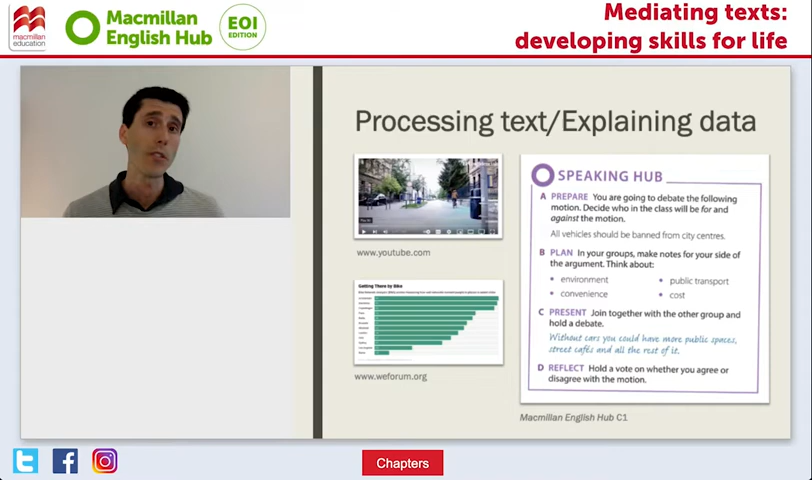 macmillan
education
Macmillan
English Hub
EOI
EDITION
Mediating texts:
developing skills for life
Processing text/Explaining data
www.youtube.com
Getting There by Bike
www.weforum.org
SPEAKING HUB
A PREPARE You are going to debate the following
motion. Decide who in the class will be for and
against the motion.
All vehicles should be banned from city centres.
B PLAN In your groups, make notes for your side of
the argument. Think about:
• environment
• public transport
• convenience
• cost
C PRESENT Join together with the other group and
hold a debate.
Without cars you could have more public spaces,
street cafés and all the rest of it.
D REFLECT Hold a vote on whether you agree or
disagree with the motion.
Macmillan English Hub C1
Chapters